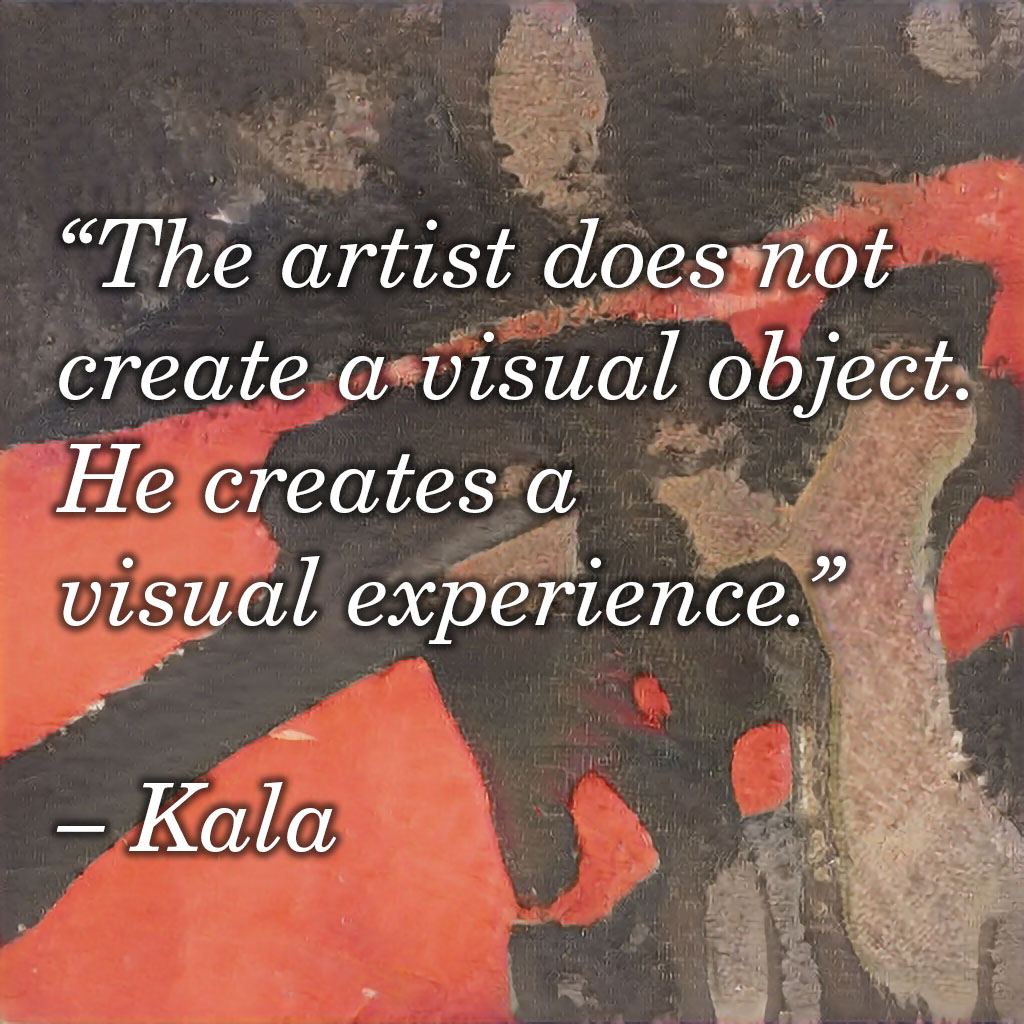 “The artist does not
create a visual object.
He creates a
visual experience.”
– Kala